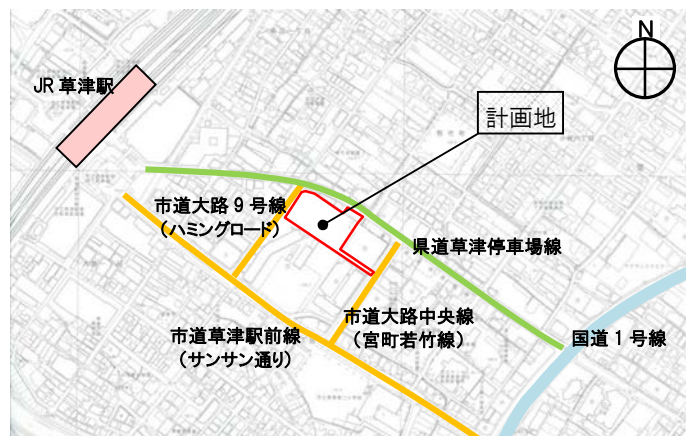 N
JR 草津駅
計画地
市道大路 9 号線
（ハミングロード）
県道草津停車場線
市道大路中央線
（宮町若竹線）
市道草津駅前線
（サンサン通り）
国道 1 号線